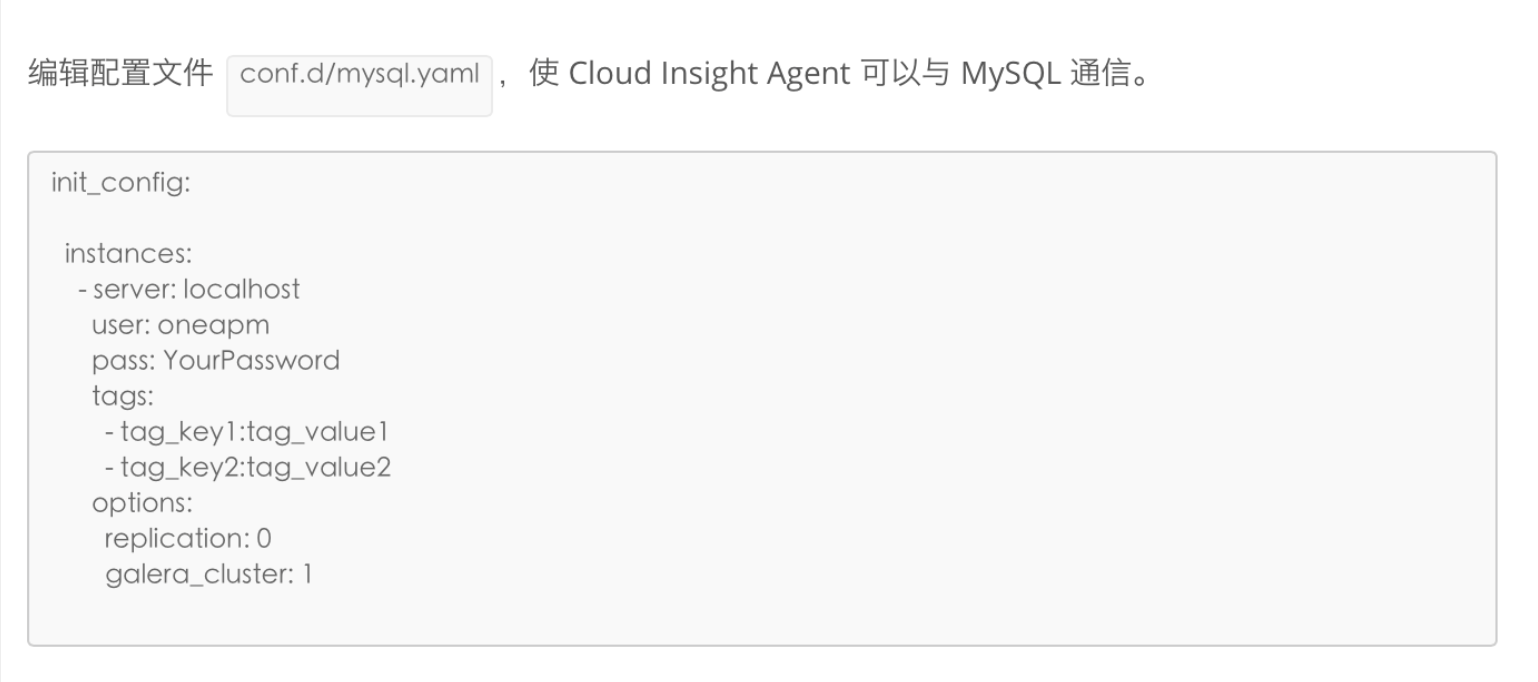 编辑配置文件 conf.d/mysql.yaml ，使 Cloud Insight Agent 可以与 MySQL 通信。
init_config:
instances:
- server: localhost
user: oneapm
pass: YourPassword
tags:
- tag_key1:tag_value1
- tag_key2:tag_value2
options:
replication: 0
galera_cluster: 1